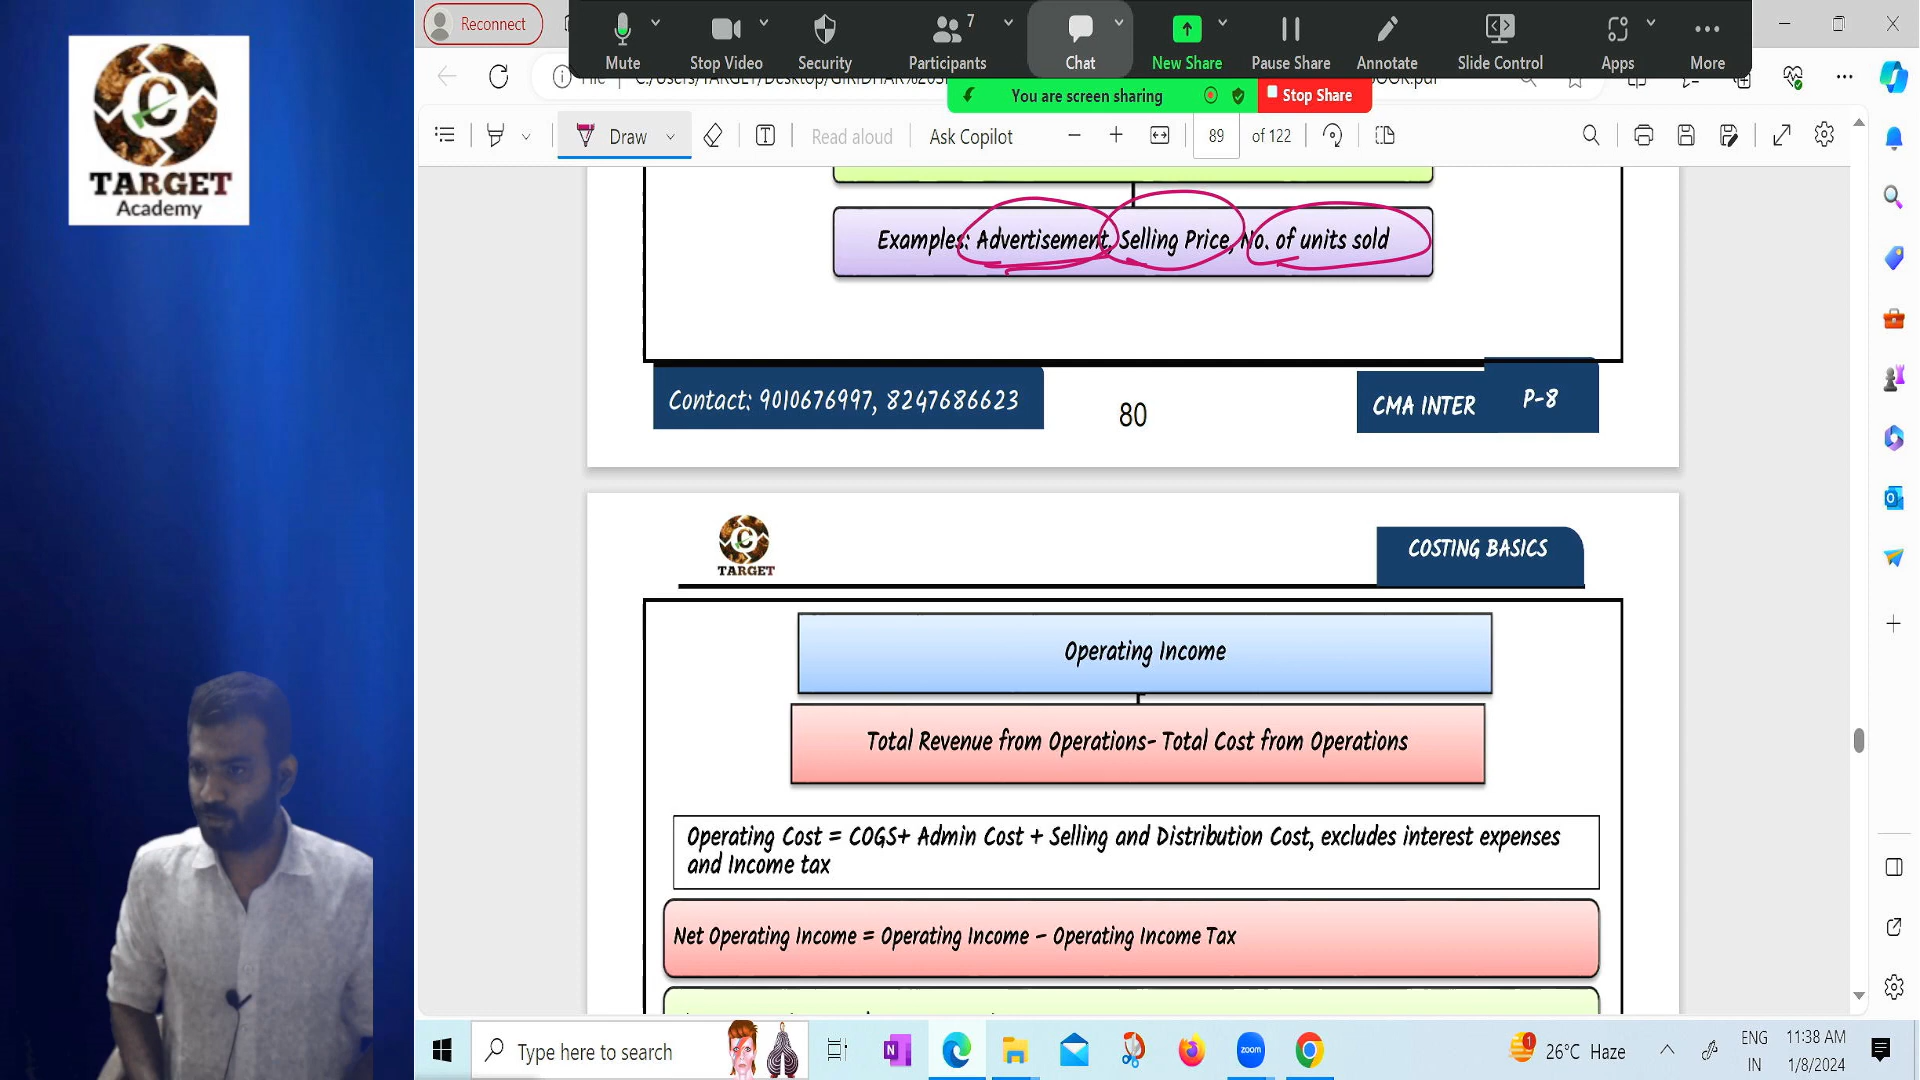 TARGET
Academy
Reconnect
Mute
Stop Video
Security
Participants
7
Chat
New Share
Pause Share
Annotate
Slide Control
Apps
More
You are screen sharing
Stop Share
Draw
Read aloud
Ask Copilot
89
of 122
Examples: Advertisement, Selling Price, No. of units sold
Contact: 9010676997, 8247686623
80
CMA INTER
P-8
TARGET
COSTING BASICS
Operating Income
Total Revenue from Operations- Total Cost from Operations
Operating Cost = COGS+ Admin Cost + Selling and Distribution Cost, excludes interest expenses
and Income tax
Net Operating Income = Operating Income – Operating Income Tax
Type here to search
zoom
1
26°C Haze
ENG
IN
11:38 AM
1/8/2024